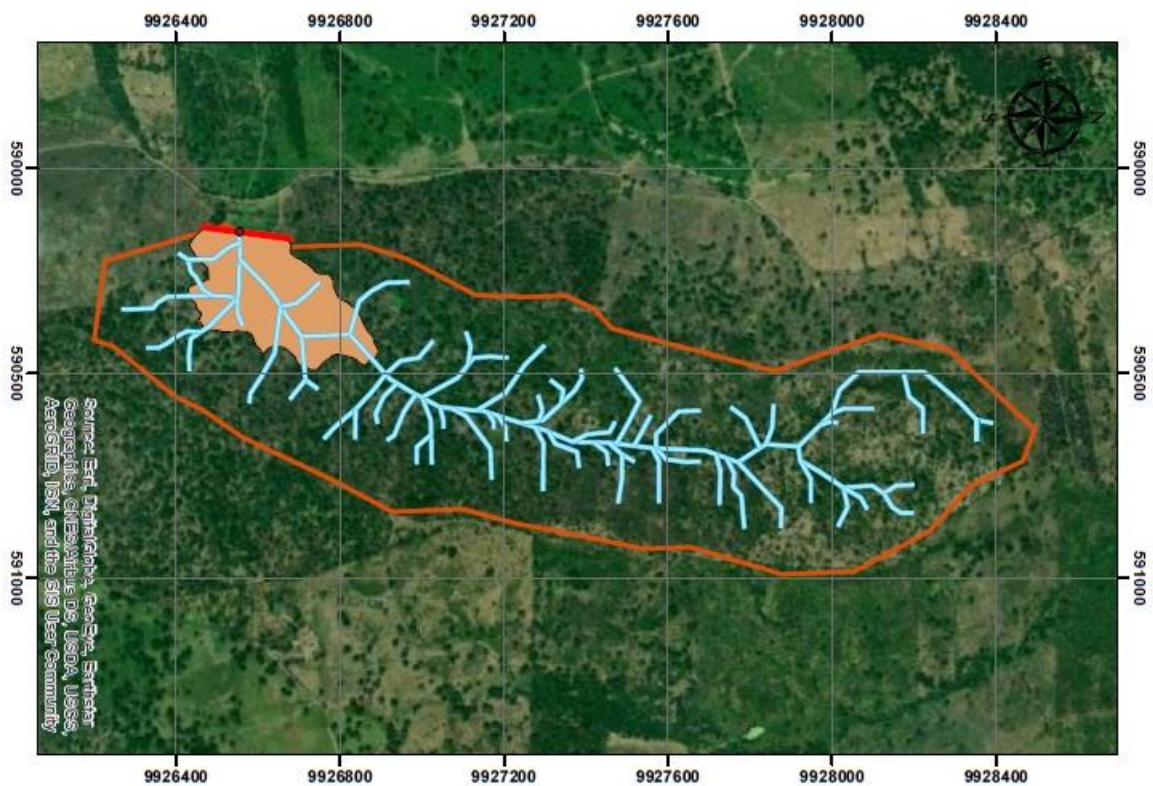 9926400 9926800 9927200 9927600 9928000 9928400
590000 590000
590500 590500
591000 591000
Source: Esri, DigitalGlobe, GeoEye, Earthstar
Geographics, CNES/Airbus DS, USDA, USGS,
AeroGRID, IGN, and the GIS User Community
9926400 9926800 9927200 9927600 9928000 9928400